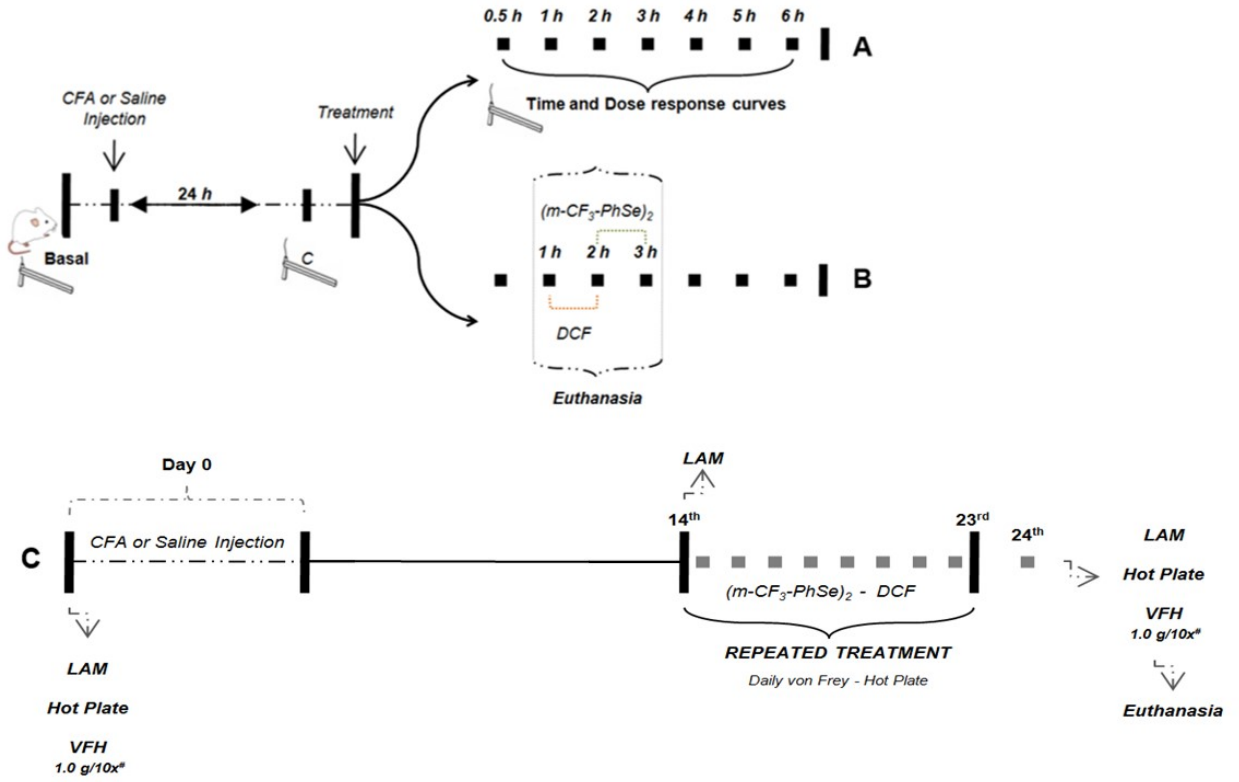 0.5 h 1 h 2 h 3 h 4 h 5 h 6 h
A
Time and Dose response curves
CFA or Saline
Injection
Treatment
24 h
Basal
C
(m-CF₃-PhSe)₂
1 h 2 h 3 h
B
DCF
Euthanasia
Day 0
LAM
14th
23rd
24th
C
CFA or Saline Injection
(m-CF₃-PhSe)₂ - DCF
REPEATED TREATMENT
Daily von Frey - Hot Plate
LAM
Hot Plate
VFH
1.0 g/10x#
Euthanasia
LAM
Hot Plate
VFH
1.0 g/10x#